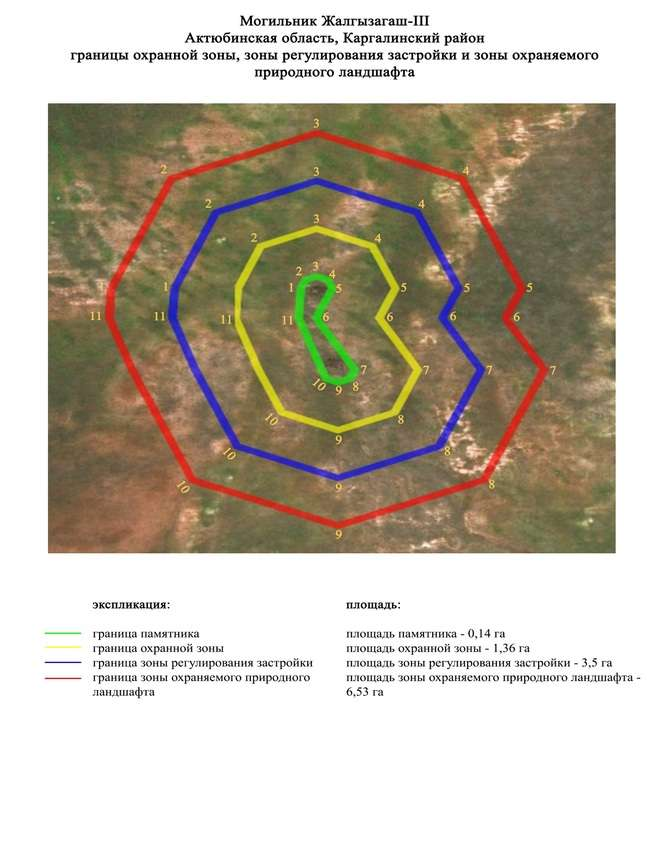 Могильник Жалгызагаш-III
Актюбинская область, Каргалинский район
границы охранной зоны, зоны регулирования застройки и зоны охраняемого
природного ландшафта
3
2
4
3
2
4
3
2
4
3
2
4
1
1
1
5
5
5
5
11
11
11
11
6
6
6
6
7
7
7
7
10
9
8
10
8
9
10
8
9
10
8
9
экспликация:
площадь:
граница памятника
площадь памятника - 0,14 га
граница охранной зоны
площадь охранной зоны - 1,36 га
граница зоны регулирования застройки
площадь зоны регулирования застройки - 3,5 га
граница зоны охраняемого природного
площадь зоны охраняемого природного ландшафта -
ландшафта
6,53 га